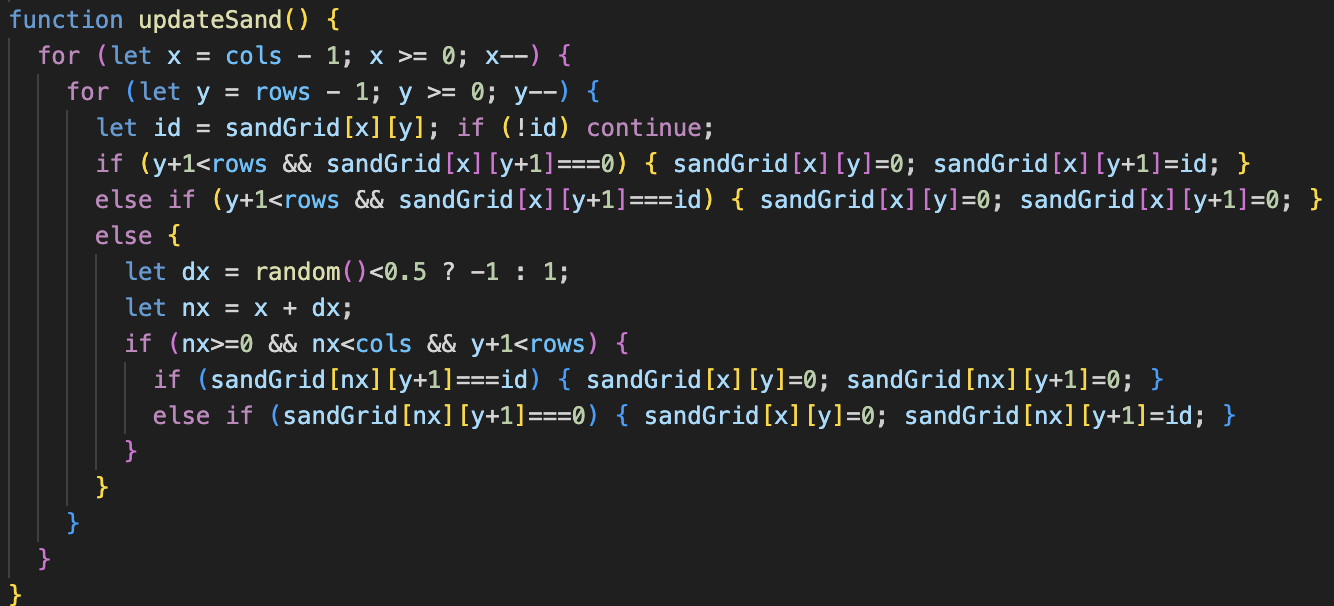 function updateSand() {
  for (let x = cols - 1; x >= 0; x--) {
    for (let y = rows - 1; y >= 0; y--) {
      let id = sandGrid[x][y]; if (!id) continue;
      if (y+1<rows && sandGrid[x][y+1]===0) { sandGrid[x][y]=0; sandGrid[x][y+1]=id; }
      else if (y+1<rows && sandGrid[x][y+1]===id) { sandGrid[x][y]=0; sandGrid[x][y+1]=0; }
      else {
        let dx = random()<0.5 ? -1 : 1;
        let nx = x + dx;
        if (nx>=0 && nx<cols && y+1<rows) {
          if (sandGrid[nx][y+1]===id) { sandGrid[x][y]=0; sandGrid[nx][y+1]=0; }
          else if (sandGrid[nx][y+1]===0) { sandGrid[x][y]=0; sandGrid[nx][y+1]=id; }
        }
      }
    }
  }
}